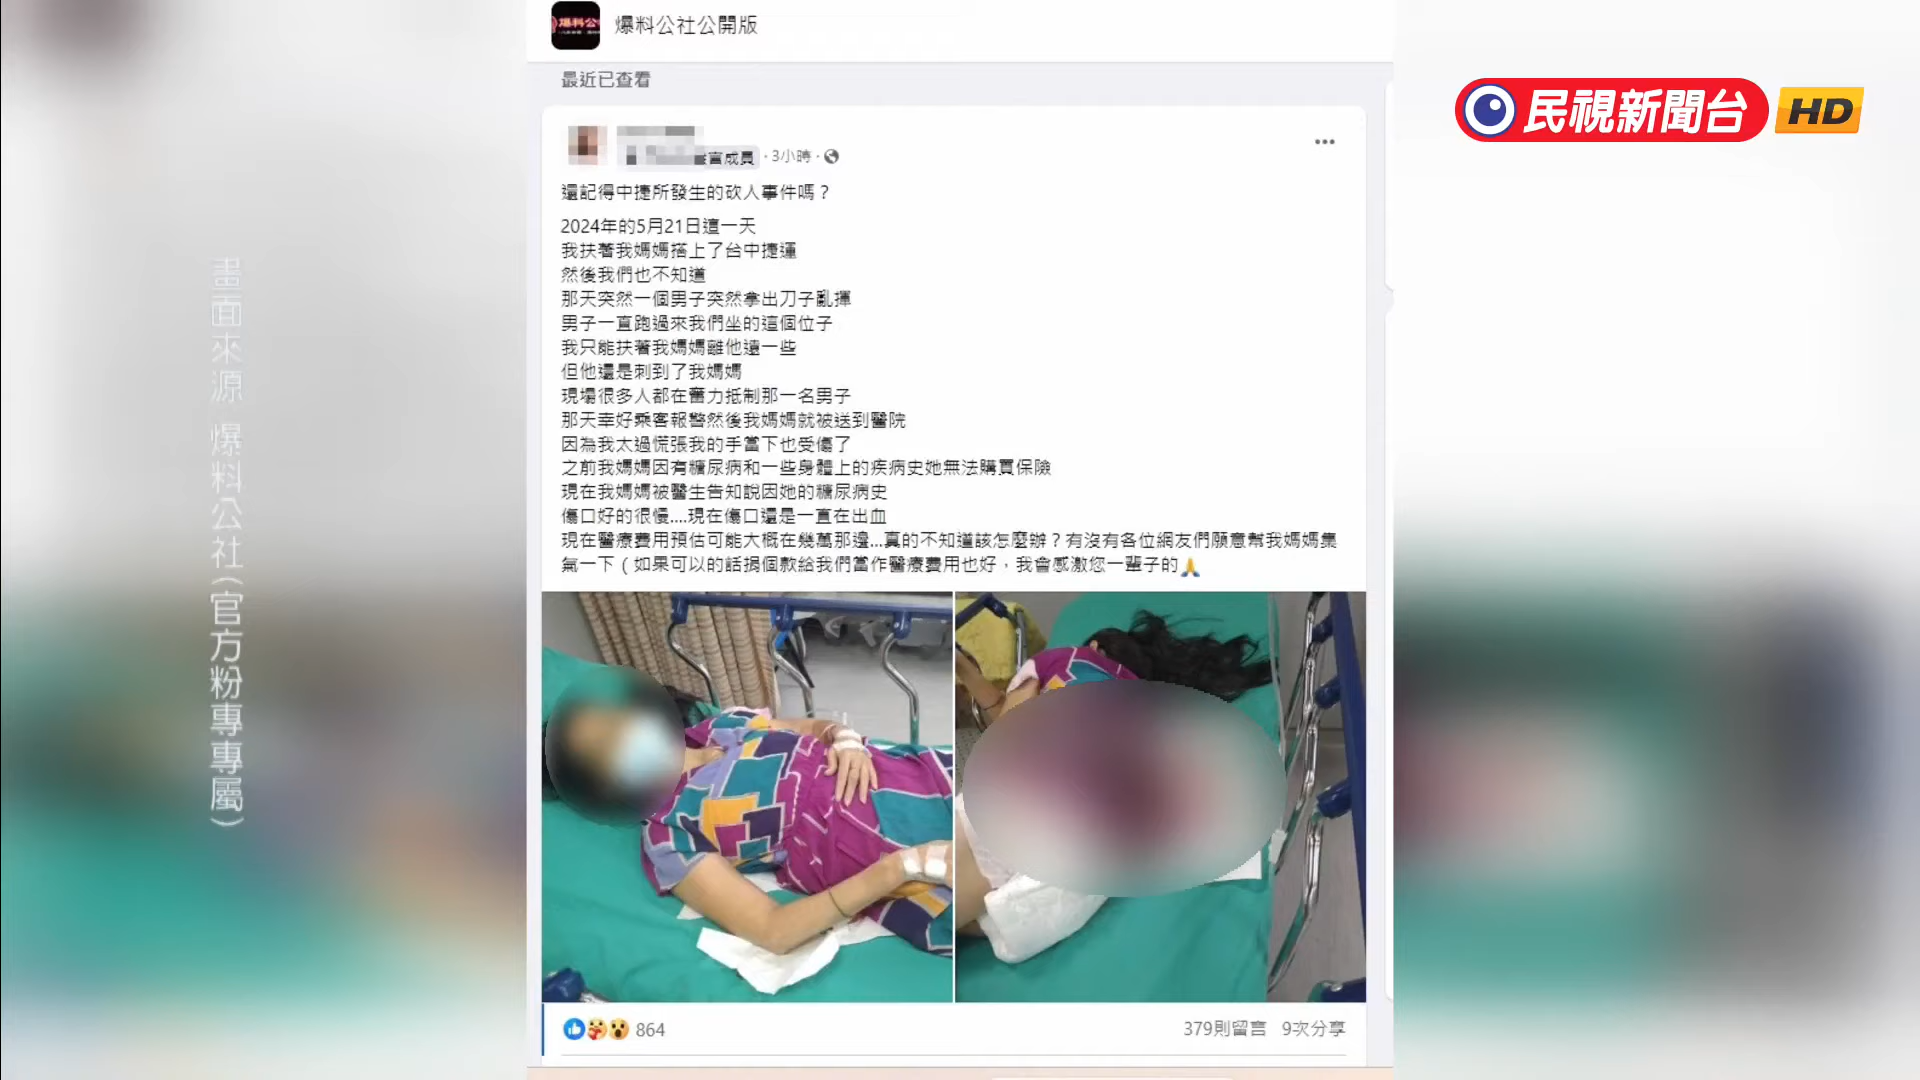 爆料公社公開版
最近已查看
會成員 · 3小時 ·
還記得中捷所發生的砍人事件嗎？
2024年的5月21日這一天
我扶著我媽媽搭上了台中捷運
然後我們也不知道
那天突然一個男子突然拿出刀子亂揮
男子一直跑過來我們坐的這個位子
我只能扶著我媽媽離他遠一些
但他還是刺到了我媽媽
現場很多人都在奮力抵制那一名男子
那天幸好乘客報警然後我媽媽就被送到醫院
因為我太過慌張我的手當下也受傷了
之前我媽媽因有糖尿病和一些身體上的疾病史她無法購買保險
現在我媽媽被醫生告知說因她的糖尿病史
傷口好的很慢....現在傷口還是一直在出血
現在醫療費用預估可能大概在幾萬那邊...真的不知道該怎麼辦？有沒有各位網友們願意幫我媽媽集
氣一下（如果可以的話捐個款給我們當作醫療費用也好，我會感激您一輩子的🙏
864
379則留言 9次分享
民視新聞台 HD
畫面來源 爆料公社(官方粉專專屬)